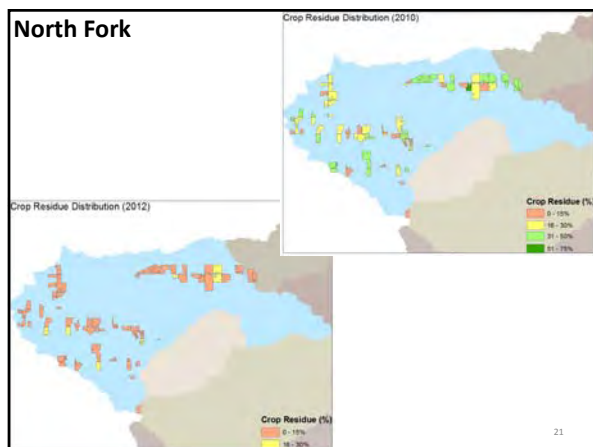 North Fork
Crop Residue Distribution (2010)
Crop Residue (%)
0 - 15%
16 - 30%
31 - 50%
51 - 75%
Crop Residue Distribution (2012)
Crop Residue (%)
0 - 15%
16 - 30%
21